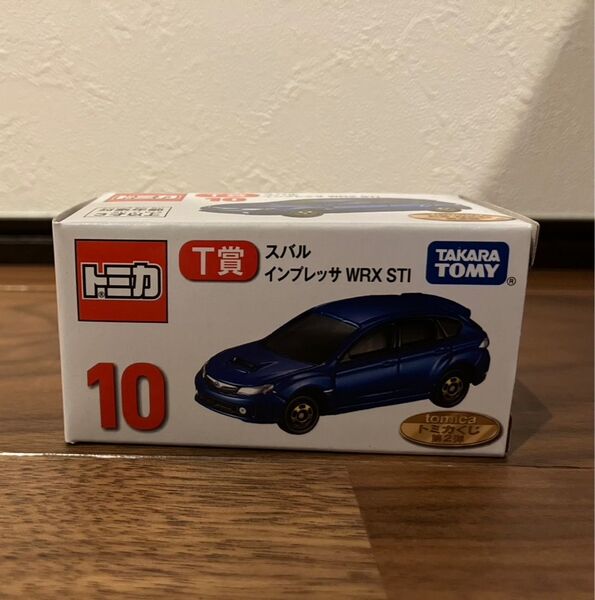 トミカ
T賞
スバル
インプレッサ WRX STI
TAKARA
TOMY
10
tomica
トミカくじ
第2弾